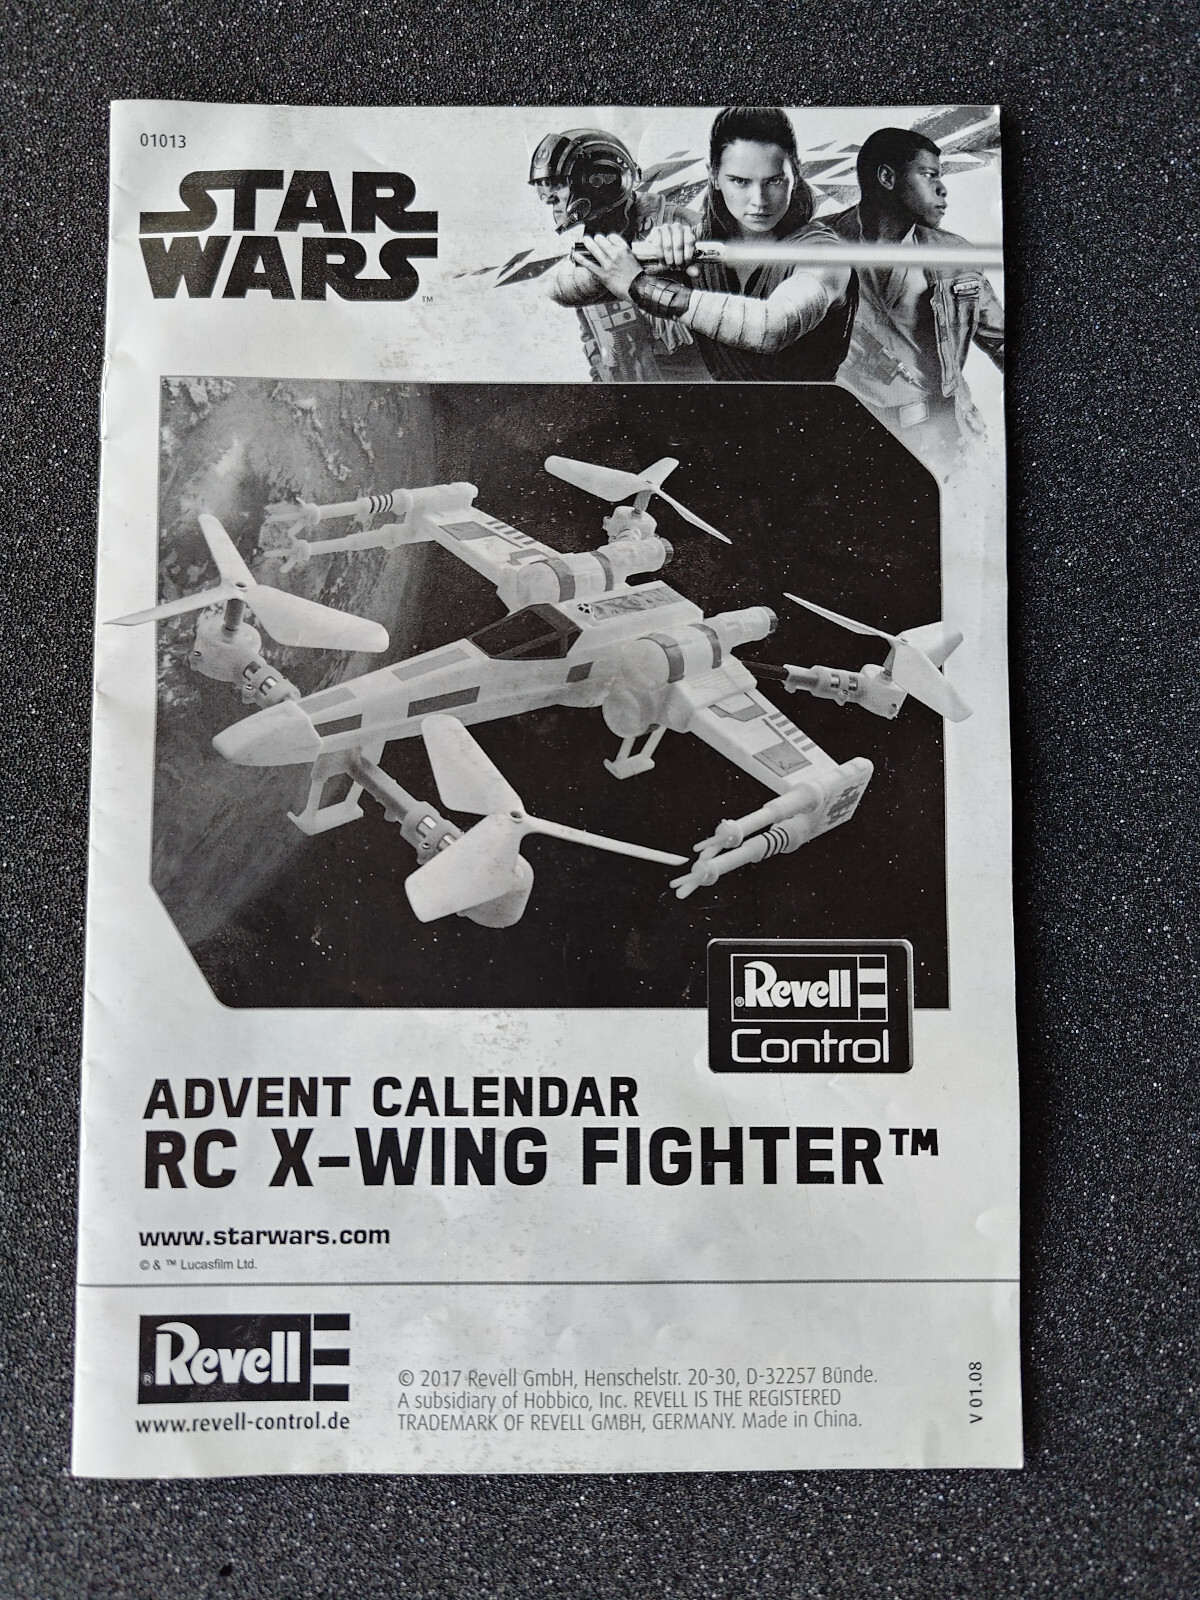 01013
STAR
WARS™
® Revell
Control
ADVENT CALENDAR
RC X-WING FIGHTER™
www.starwars.com
© & ™ Lucasfilm Ltd.
® Revell
www.revell-control.de
© 2017 Revell GmbH, Henschelstr. 20-30, D-32257 Bünde.
A subsidiary of Hobbico, Inc. REVELL IS THE REGISTERED
TRADEMARK OF REVELL GMBH, GERMANY. Made in China.
V 01.08